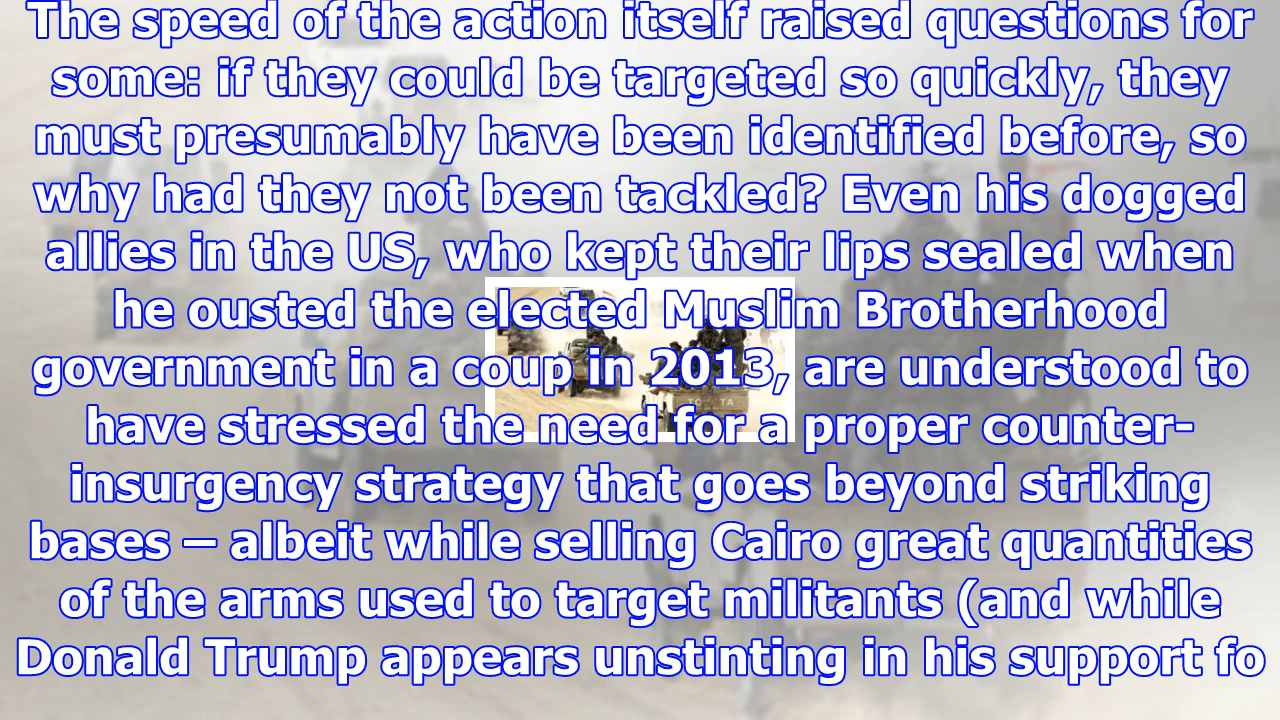 The speed of the action itself raised questions for
some: if they could be targeted so quickly, they
must presumably have been identified before, so
why had they not been tackled? Even his dogged
allies in the US, who kept their lips sealed when
he ousted the elected Muslim Brotherhood
government in a coup in 2013, are understood to
have stressed the need for a proper counter-
insurgency strategy that goes beyond striking
bases – albeit while selling Cairo great quantities
of the arms used to target militants (and while
Donald Trump appears unstinting in his support fo